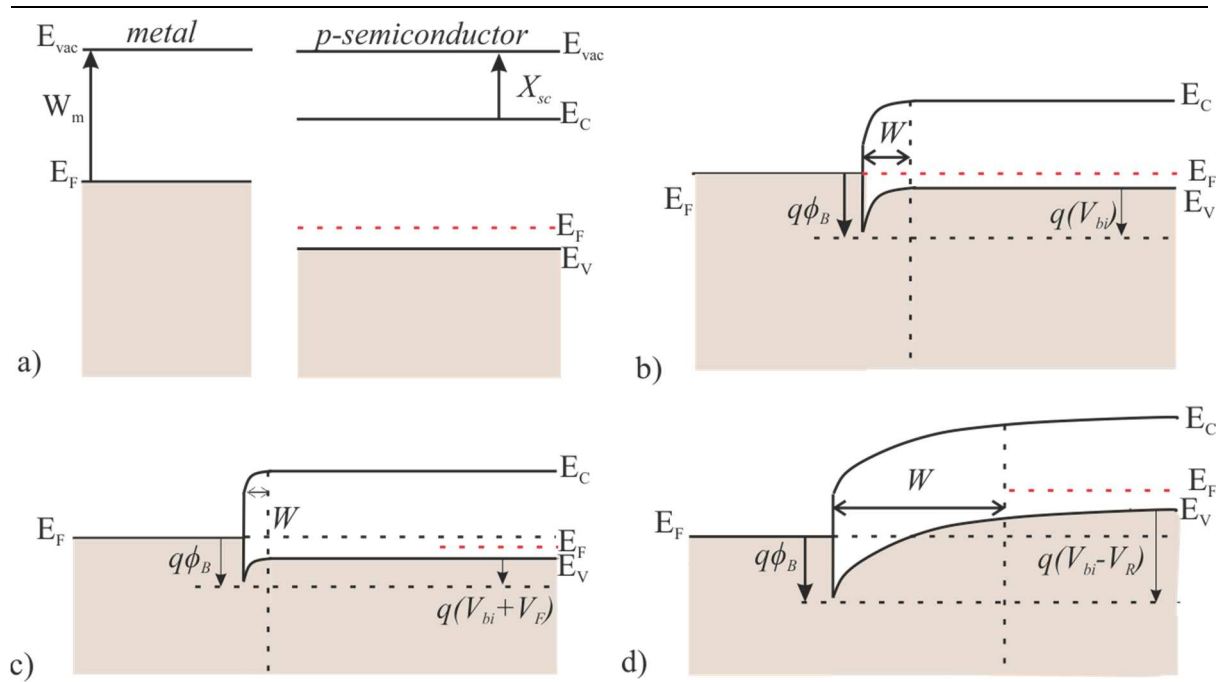 metal
p-semiconductor
E_vac
E_vac
W_m
X_sc
E_C
E_F
E_F
E_V
a)
E_C
W
E_F
E_F
E_V
qϕ_B
q(V_bi)
b)
E_C
W
E_F
E_F
E_V
qϕ_B
q(V_bi+V_F)
c)
E_C
W
E_F
E_V
E_F
qϕ_B
q(V_bi-V_R)
d)